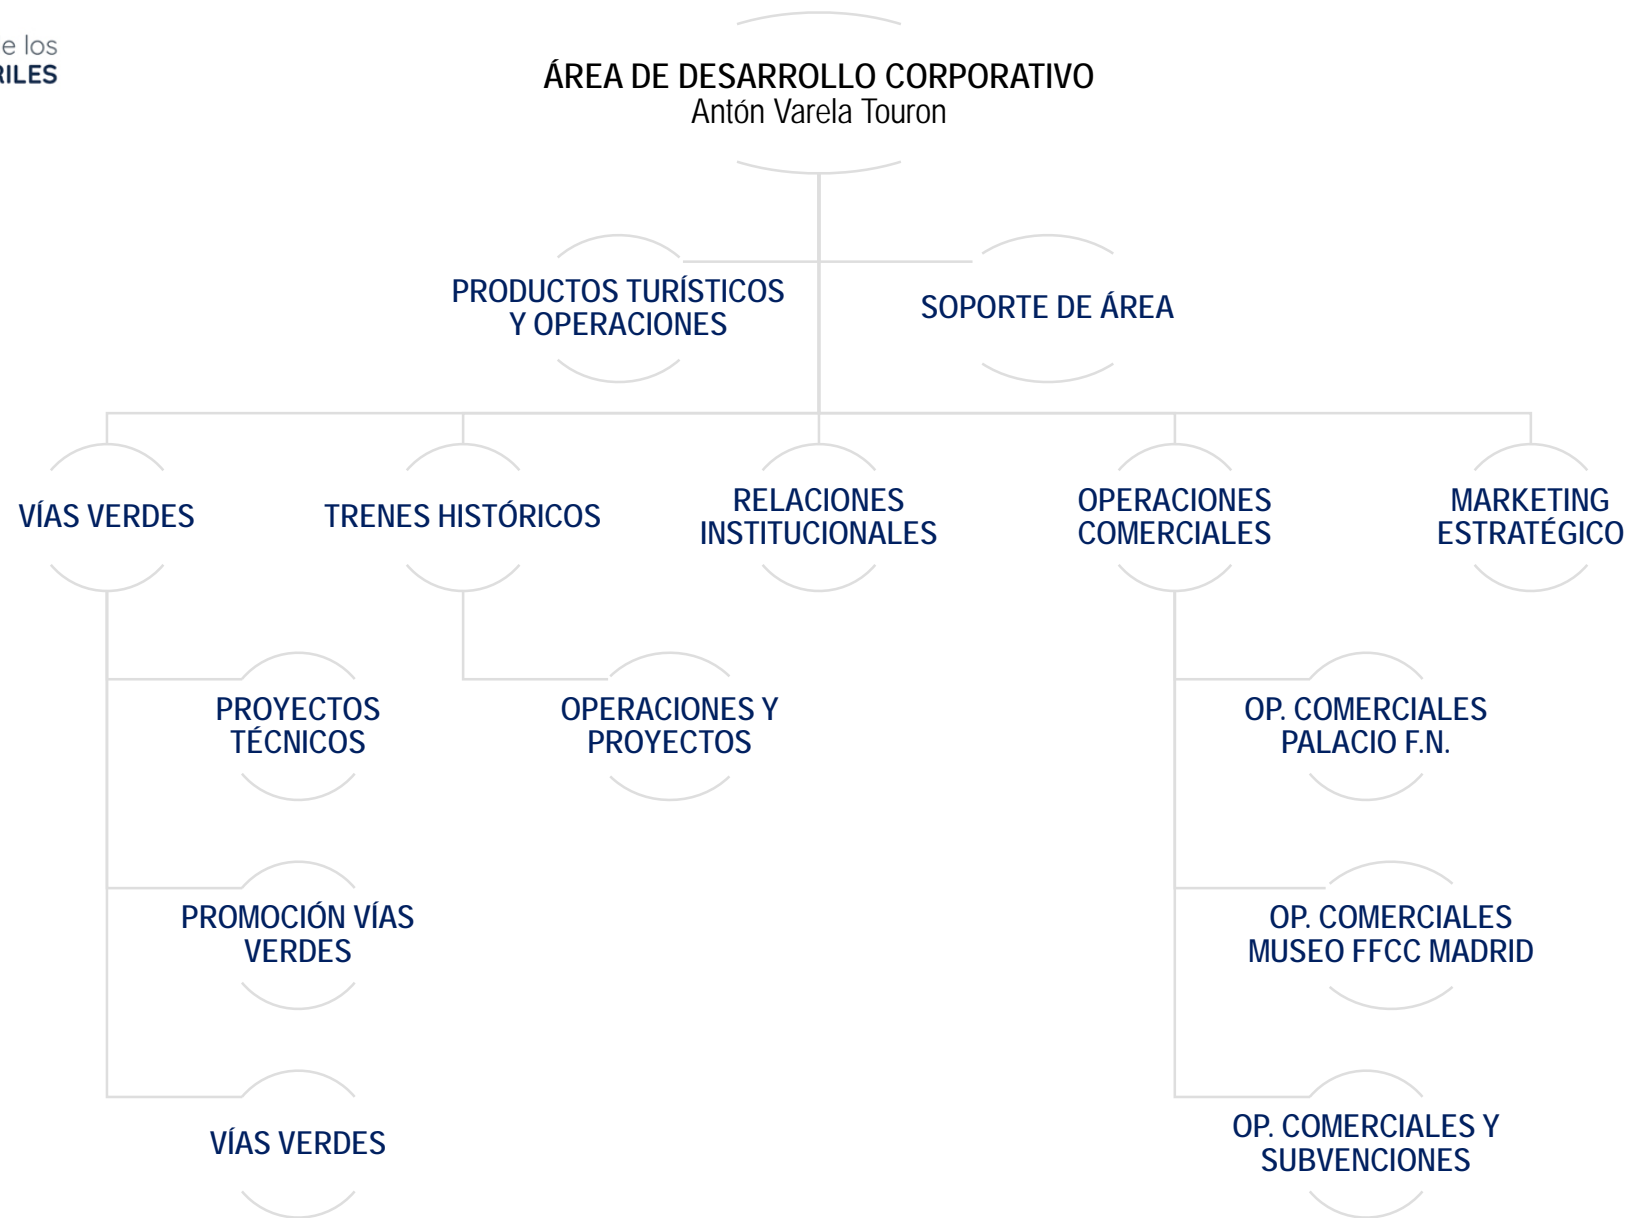 e los
RILES
ÁREA DE DESARROLLO CORPORATIVO
Antón Varela Touron
PRODUCTOS TURÍSTICOS
Y OPERACIONES
SOPORTE DE ÁREA
VÍAS VERDES
TRENES HISTÓRICOS
RELACIONES
INSTITUCIONALES
OPERACIONES
COMERCIALES
MARKETING
ESTRATÉGICO
PROYECTOS
TÉCNICOS
OPERACIONES Y
PROYECTOS
OP. COMERCIALES
PALACIO F.N.
PROMOCIÓN VÍAS
VERDES
OP. COMERCIALES
MUSEO FFCC MADRID
VÍAS VERDES
OP. COMERCIALES Y
SUBVENCIONES